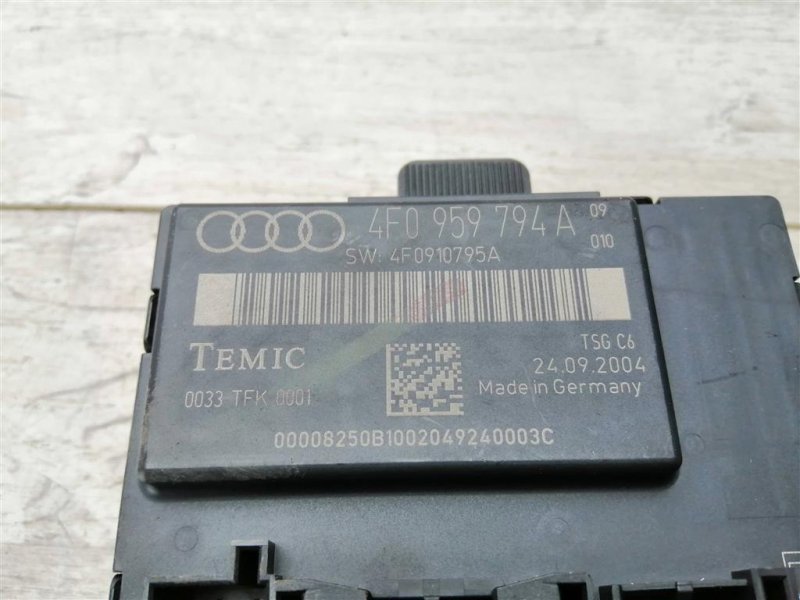 4F0 959 794 A 09
010
SW: 4F0910795A
TEMIC
TSG C6
24.09.2004
0033-TFK 0001
Made in Germany
00008250B1002049240003C